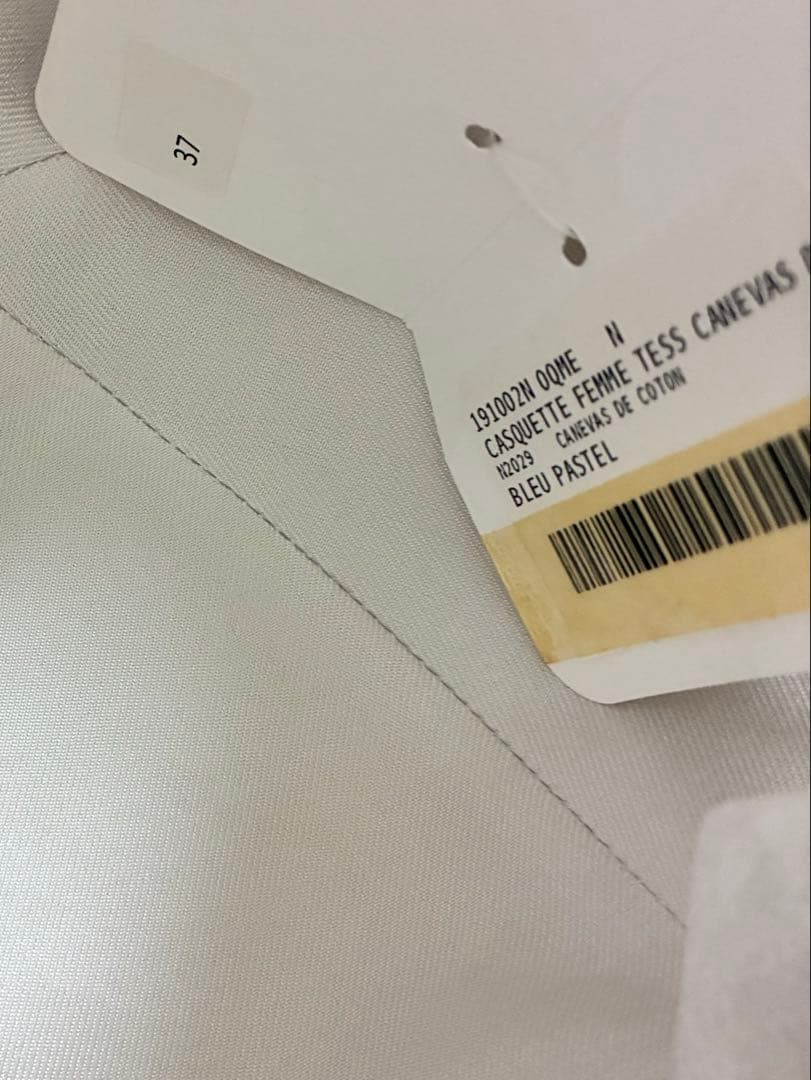 37
191002N 0QME N
CASQUETTE FEMME TESS CANEVAS
N2029 CANEVAS DE COTON
BLEU PASTEL